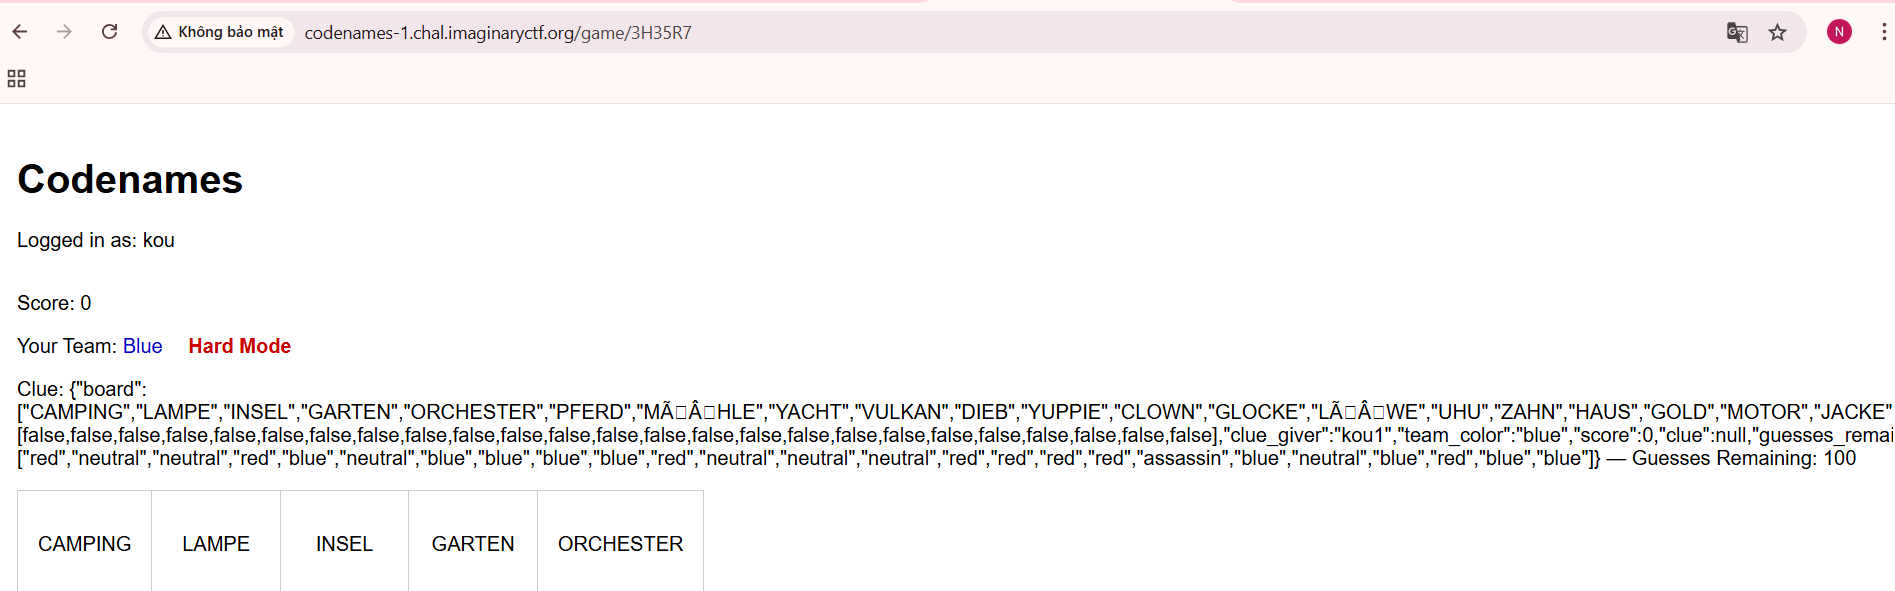 Không bảo mật
codenames-1.chal.imaginaryctf.org/game/3H35R7
N
Codenames
Logged in as: kou
Score: 0
Your Team: Blue Hard Mode
Clue: {"board":
["CAMPING","LAMPE","INSEL","GARTEN","ORCHESTER","PFERD","MÃ□Â□HLE","YACHT","VULKAN","DIEB","YUPPIE","CLOWN","GLOCKE","LÃ□Â□WE","UHU","ZAHN","HAUS","GOLD","MOTOR","JACKE"
[false,false,false,false,false,false,false,false,false,false,false,false,false,false,false,false,false,false,false,false,false,false,false,false,false],"clue_giver":"kou1","team_color":"blue","score":0,"clue":null,"guesses_remai
["red","neutral","neutral","red","blue","neutral","blue","blue","blue","blue","red","neutral","neutral","neutral","red","red","red","red","assassin","blue","neutral","blue","red","blue","blue"]} — Guesses Remaining: 100
CAMPING LAMPE INSEL GARTEN ORCHESTER